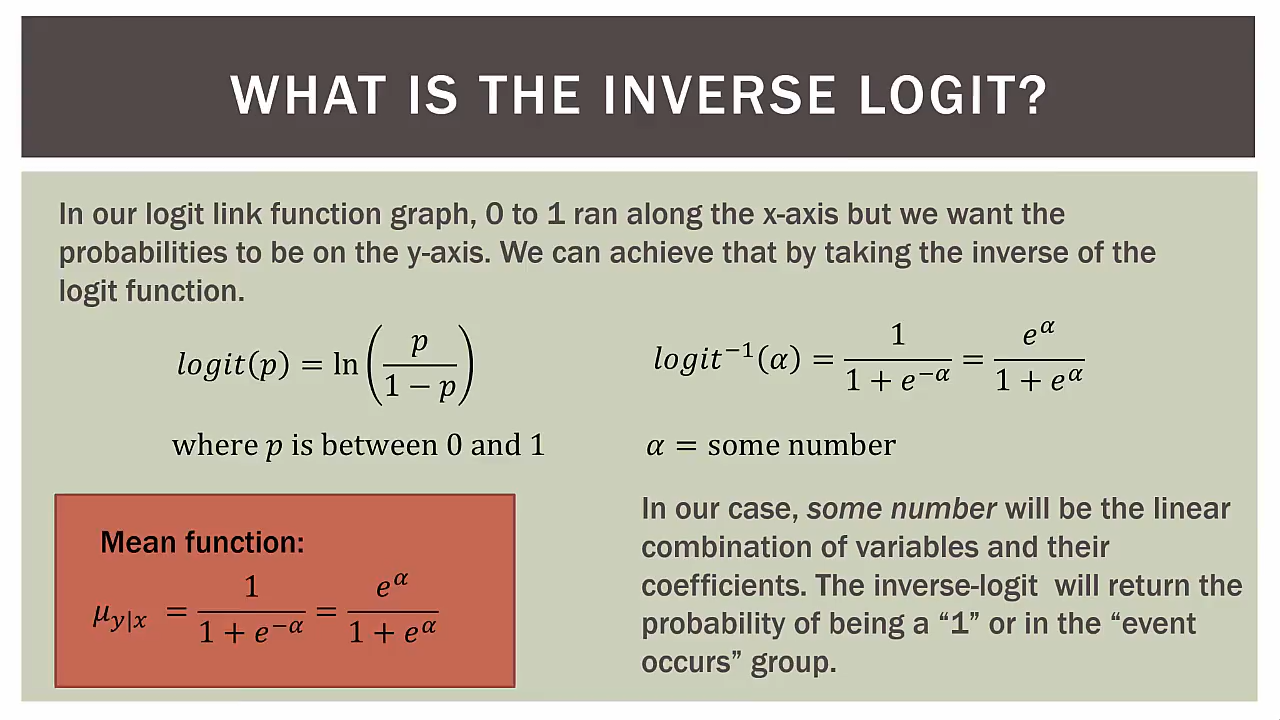 WHAT IS THE INVERSE LOGIT?
In our logit link function graph, 0 to 1 ran along the x-axis but we want the
probabilities to be on the y-axis. We can achieve that by taking the inverse of the
logit function.
logit(p) = ln(p / (1 − p))
logit⁻¹(α) = 1 / (1 + e^−α) = e^α / (1 + e^α)
where p is between 0 and 1
α = some number
Mean function:
μ_y|x = 1 / (1 + e^−α) = e^α / (1 + e^α)
In our case, some number will be the linear
combination of variables and their
coefficients. The inverse-logit will return the
probability of being a “1” or in the “event
occurs” group.